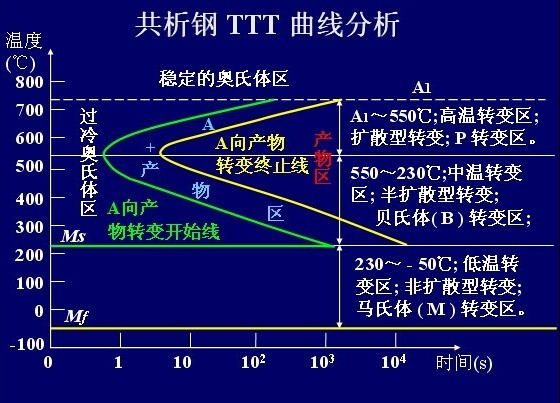 共析钢 TTT 曲线分析
温度
(℃)
稳定的奥氏体区
A1
800
700
600
500
400
300
200
100
0
-100
过冷奥氏体区
A
+
产
物
区
A向产物
转变终止线
产物区
A向产
物转变开始线
A1～550℃;高温转变区;
扩散型转变; P 转变区。
550～230℃;中温转变
区; 半扩散型转变;
贝氏体 ( B ) 转变区;
230～ - 50℃; 低温转
变区; 非扩散型转变;
马氏体 ( M ) 转变区。
Ms
Mf
0
1
10
10²
10³
10⁴
时间(s)